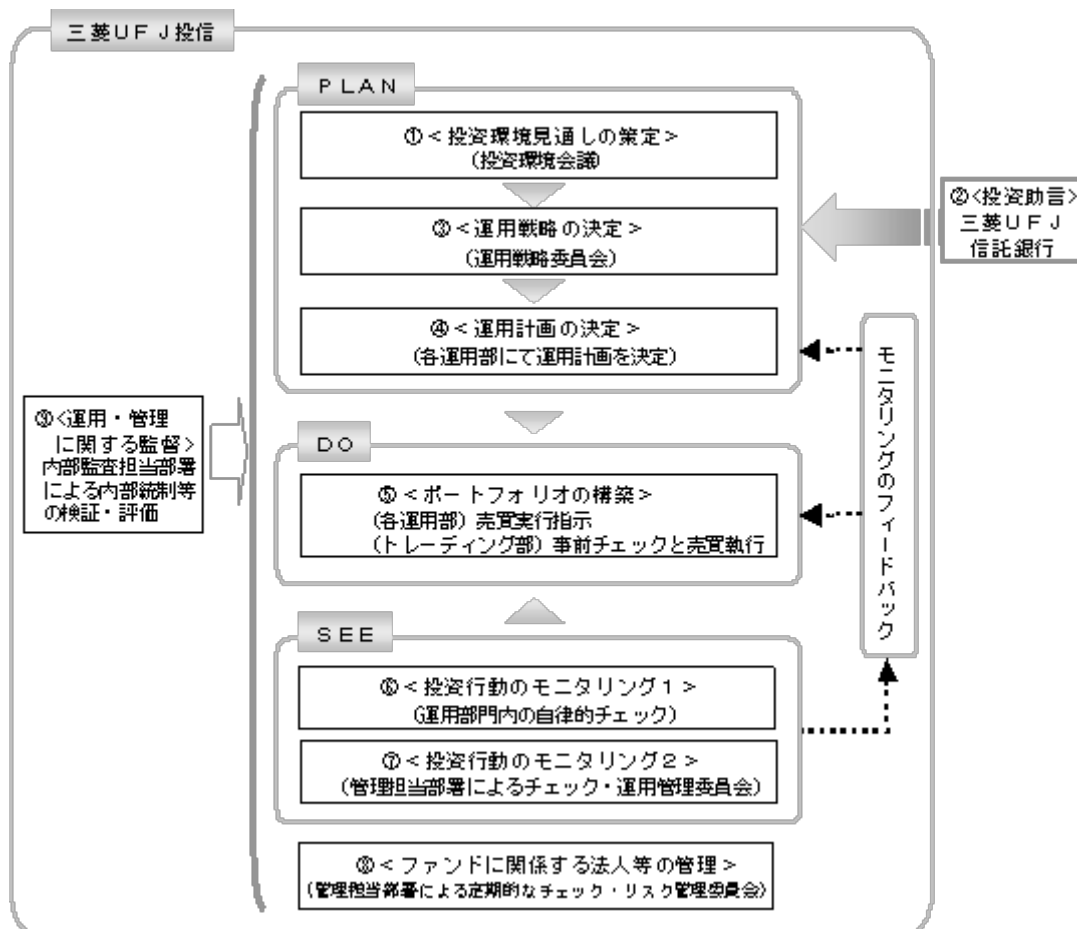 三菱UFJ投信
PLAN
①<投資環境見通しの策定>
(投資環境会議)
②<投資助言>
三菱UFJ
信託銀行
③<運用戦略の決定>
(運用戦略委員会)
④<運用計画の決定>
(各運用部にて運用計画を決定)
モニタリングのフィードバック
⑨<運用・管理
に関する監督>
内部監査担当部署
による内部統制等
の検証・評価
DO
⑤<ポートフォリオの構築>
(各運用部)売買実行指示
(トレーディング部)事前チェックと売買執行
SEE
⑥<投資行動のモニタリング1>
(運用部門内の自律的チェック)
⑦<投資行動のモニタリング2>
(管理担当部署によるチェック・運用管理委員会)
⑧<ファンドに関係する法人等の管理>
(管理担当部署による定期的なチェック・リスク管理委員会)